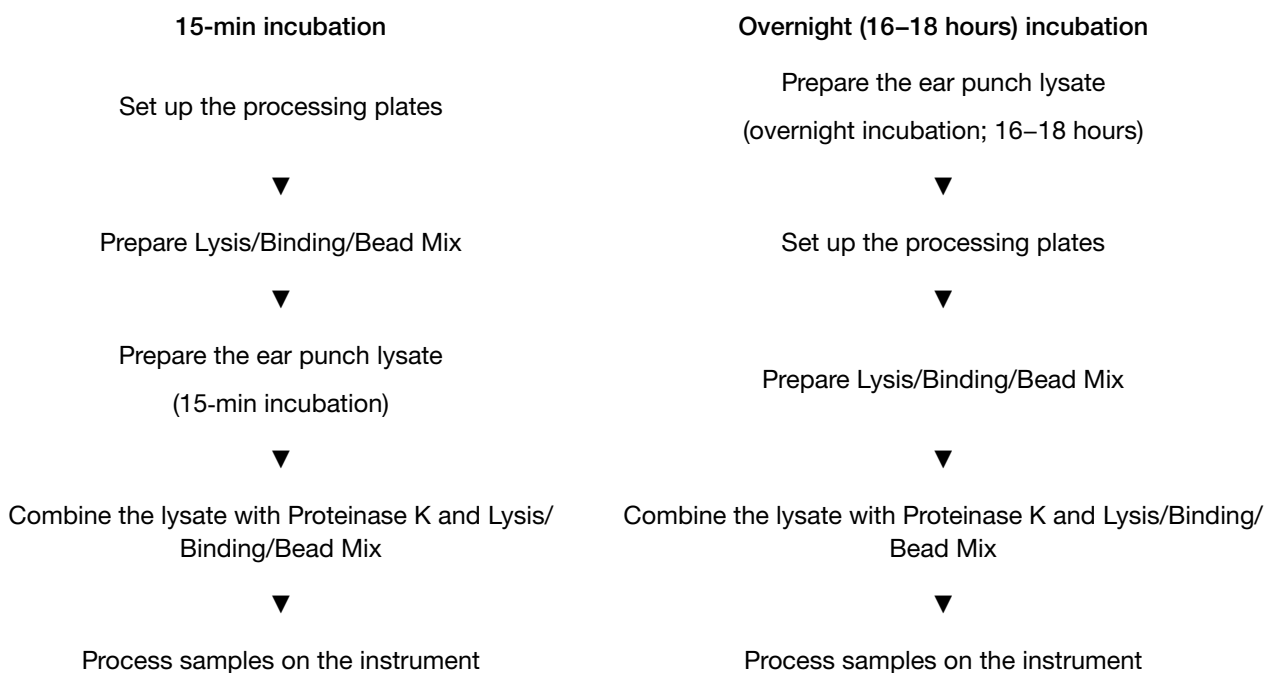 15-min incubation
Set up the processing plates
▼
Prepare Lysis/Binding/Bead Mix
▼
Prepare the ear punch lysate
(15-min incubation)
▼
Combine the lysate with Proteinase K and Lysis/
Binding/Bead Mix
▼
Process samples on the instrument
Overnight (16–18 hours) incubation
Prepare the ear punch lysate
(overnight incubation; 16–18 hours)
▼
Set up the processing plates
▼
Prepare Lysis/Binding/Bead Mix
▼
Combine the lysate with Proteinase K and Lysis/Binding/
Bead Mix
▼
Process samples on the instrument